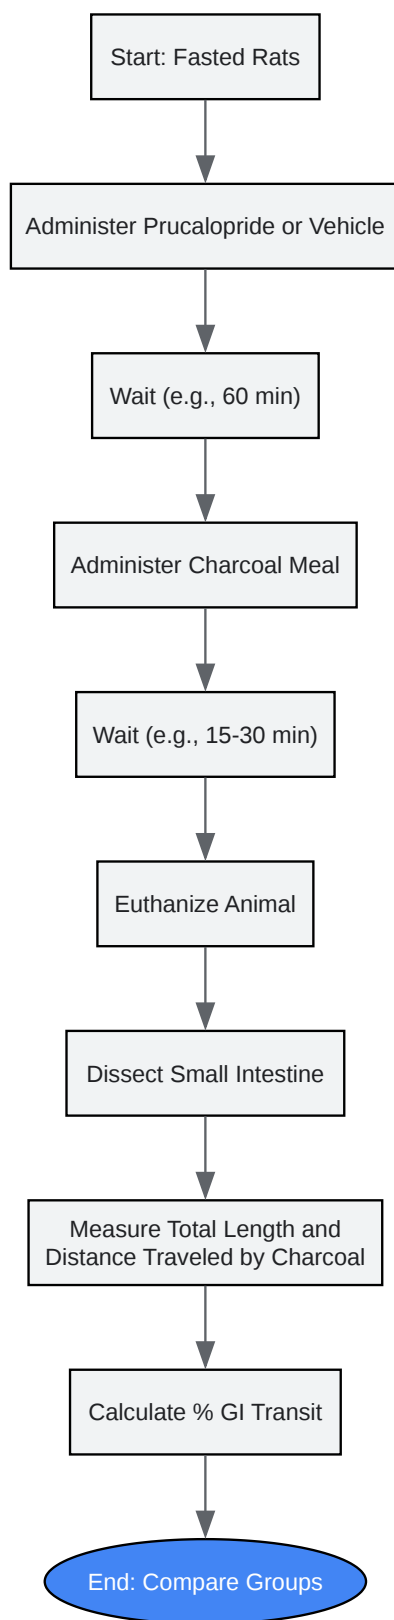 Start: Fasted Rats
Administer Prucalopride or Vehicle
Wait (e.g., 60 min)
Administer Charcoal Meal
Wait (e.g., 15-30 min)
Euthanize Animal
Dissect Small Intestine
Measure Total Length and
Distance Traveled by Charcoal
Calculate % GI Transit
End: Compare Groups